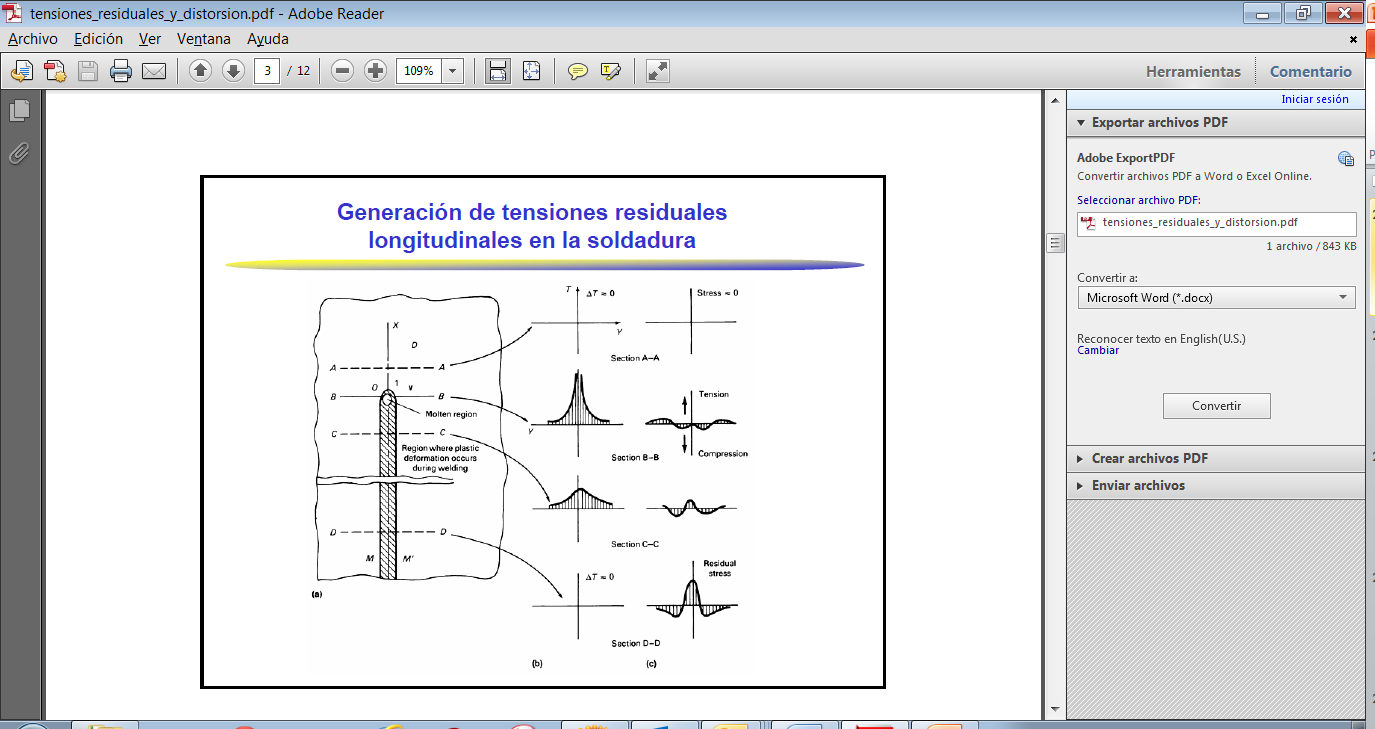 tensiones_residuales_y_distorsion.pdf - Adobe Reader
Archivo Edición Ver Ventana Ayuda
3 / 12 109% Herramientas Comentario
Iniciar sesión
Exportar archivos PDF
Adobe ExportPDF
Convertir archivos PDF a Word o Excel Online.
Seleccionar archivo PDF:
tensiones_residuales_y_distorsion.pdf
1 archivo / 843 KB
Convertir a:
Microsoft Word (*.docx)
Reconocer texto en English(U.S.)
Cambiar
Convertir
Crear archivos PDF
Enviar archivos
Generación de tensiones residuales
longitudinales en la soldadura
X
D
A A
O 1 v
B B
Molten region
C C
Region where plastic
deformation occurs
during welding
D D
M M'
(a)
T ΔT ≈ 0
Y
Stress ≈ 0
Section A–A
Y
Tension
Compression
Section B–B
Section C–C
ΔT ≈ 0
Residual
stress
Section D–D
(b) (c)